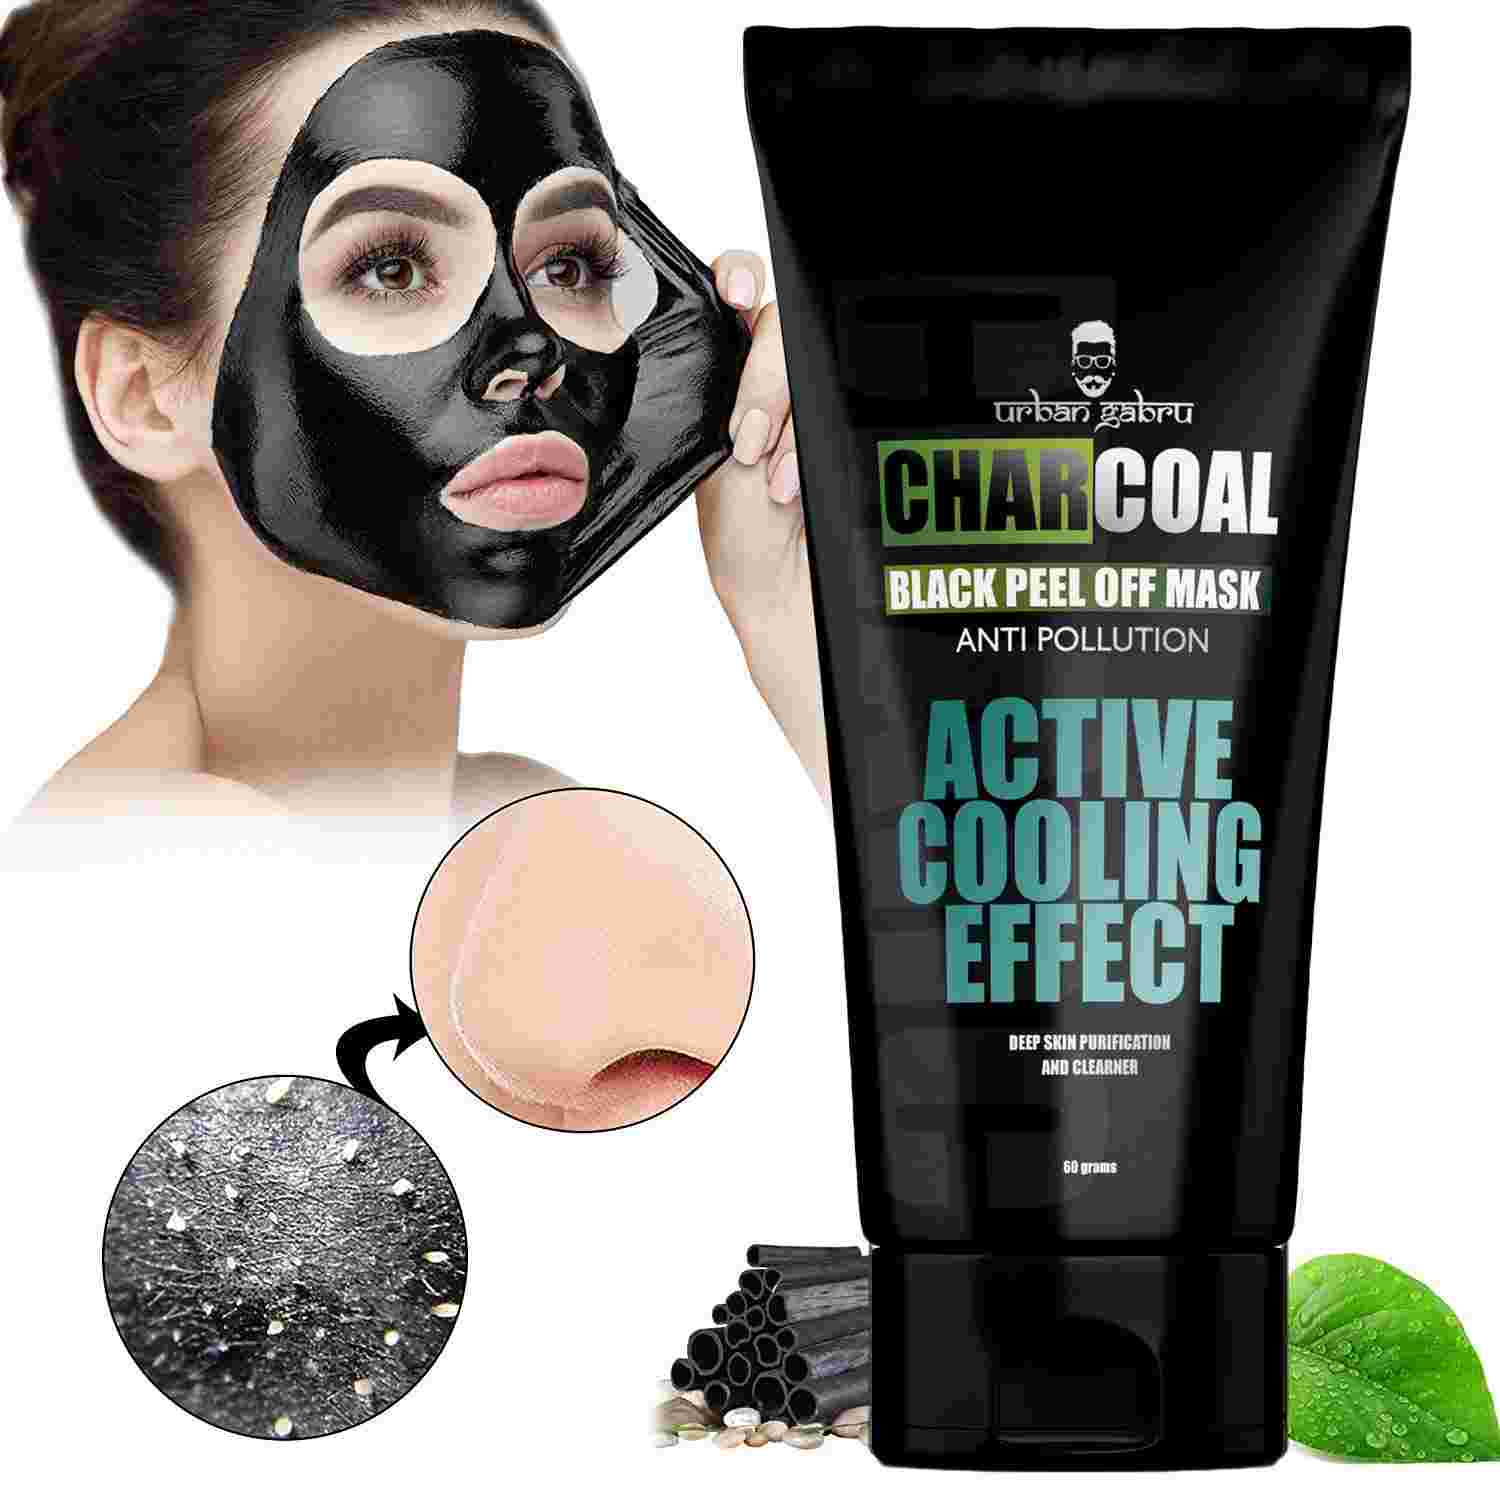 urban gabru
CHARCOAL
BLACK PEEL OFF MASK
ANTI POLLUTION
ACTIVE
COOLING
EFFECT
DEEP SKIN PURIFICATION
AND CLEARNER
60 grams